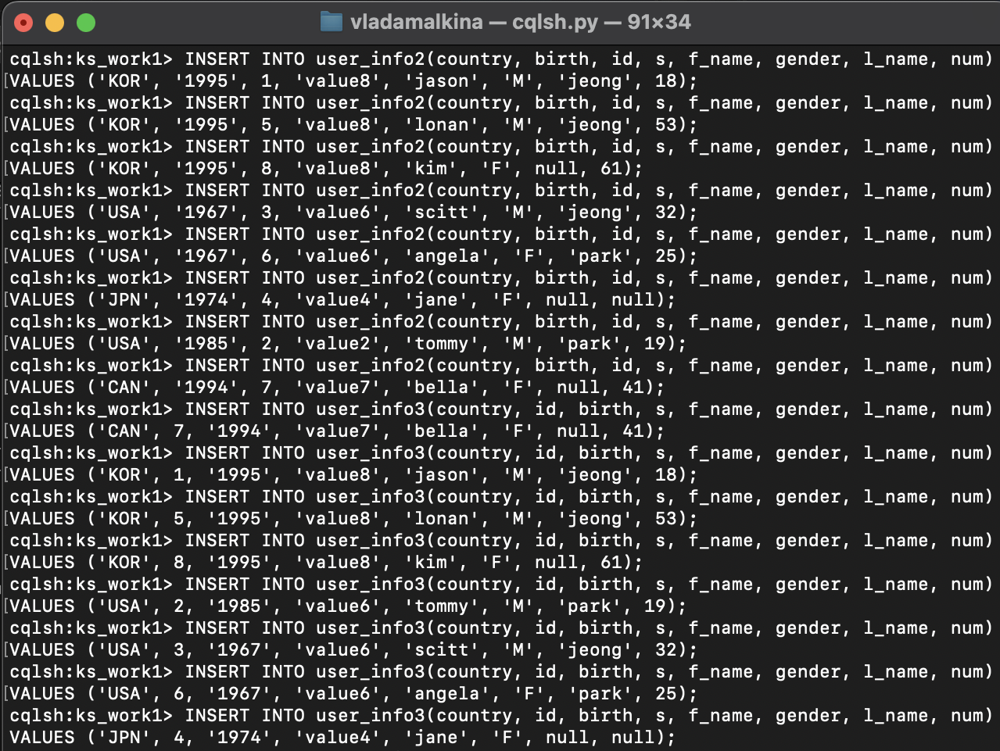 vladamalkina — cqlsh.py — 91×34
cqlsh:ks_work1> INSERT INTO user_info2(country, birth, id, s, f_name, gender, l_name, num)
[VALUES ('KOR', '1995', 1, 'value8', 'jason', 'M', 'jeong', 18);
cqlsh:ks_work1> INSERT INTO user_info2(country, birth, id, s, f_name, gender, l_name, num)
[VALUES ('KOR', '1995', 5, 'value8', 'lonan', 'M', 'jeong', 53);
cqlsh:ks_work1> INSERT INTO user_info2(country, birth, id, s, f_name, gender, l_name, num)
[VALUES ('KOR', '1995', 8, 'value8', 'kim', 'F', null, 61);
cqlsh:ks_work1> INSERT INTO user_info2(country, birth, id, s, f_name, gender, l_name, num)
[VALUES ('USA', '1967', 3, 'value6', 'scitt', 'M', 'jeong', 32);
cqlsh:ks_work1> INSERT INTO user_info2(country, birth, id, s, f_name, gender, l_name, num)
[VALUES ('USA', '1967', 6, 'value6', 'angela', 'F', 'park', 25);
cqlsh:ks_work1> INSERT INTO user_info2(country, birth, id, s, f_name, gender, l_name, num)
[VALUES ('JPN', '1974', 4, 'value4', 'jane', 'F', null, null);
cqlsh:ks_work1> INSERT INTO user_info2(country, birth, id, s, f_name, gender, l_name, num)
[VALUES ('USA', '1985', 2, 'value2', 'tommy', 'M', 'park', 19);
cqlsh:ks_work1> INSERT INTO user_info2(country, birth, id, s, f_name, gender, l_name, num)
[VALUES ('CAN', '1994', 7, 'value7', 'bella', 'F', null, 41);
cqlsh:ks_work1> INSERT INTO user_info3(country, id, birth, s, f_name, gender, l_name, num)
[VALUES ('CAN', 7, '1994', 'value7', 'bella', 'F', null, 41);
cqlsh:ks_work1> INSERT INTO user_info3(country, id, birth, s, f_name, gender, l_name, num)
[VALUES ('KOR', 1, '1995', 'value8', 'jason', 'M', 'jeong', 18);
cqlsh:ks_work1> INSERT INTO user_info3(country, id, birth, s, f_name, gender, l_name, num)
[VALUES ('KOR', 5, '1995', 'value8', 'lonan', 'M', 'jeong', 53);
cqlsh:ks_work1> INSERT INTO user_info3(country, id, birth, s, f_name, gender, l_name, num)
[VALUES ('KOR', 8, '1995', 'value8', 'kim', 'F', null, 61);
cqlsh:ks_work1> INSERT INTO user_info3(country, id, birth, s, f_name, gender, l_name, num)
[VALUES ('USA', 2, '1985', 'value6', 'tommy', 'M', 'park', 19);
cqlsh:ks_work1> INSERT INTO user_info3(country, id, birth, s, f_name, gender, l_name, num)
[VALUES ('USA', 3, '1967', 'value6', 'scitt', 'M', 'jeong', 32);
cqlsh:ks_work1> INSERT INTO user_info3(country, id, birth, s, f_name, gender, l_name, num)
[VALUES ('USA', 6, '1967', 'value6', 'angela', 'F', 'park', 25);
cqlsh:ks_work1> INSERT INTO user_info3(country, id, birth, s, f_name, gender, l_name, num)
VALUES ('JPN', 4, '1974', 'value4', 'jane', 'F', null, null);